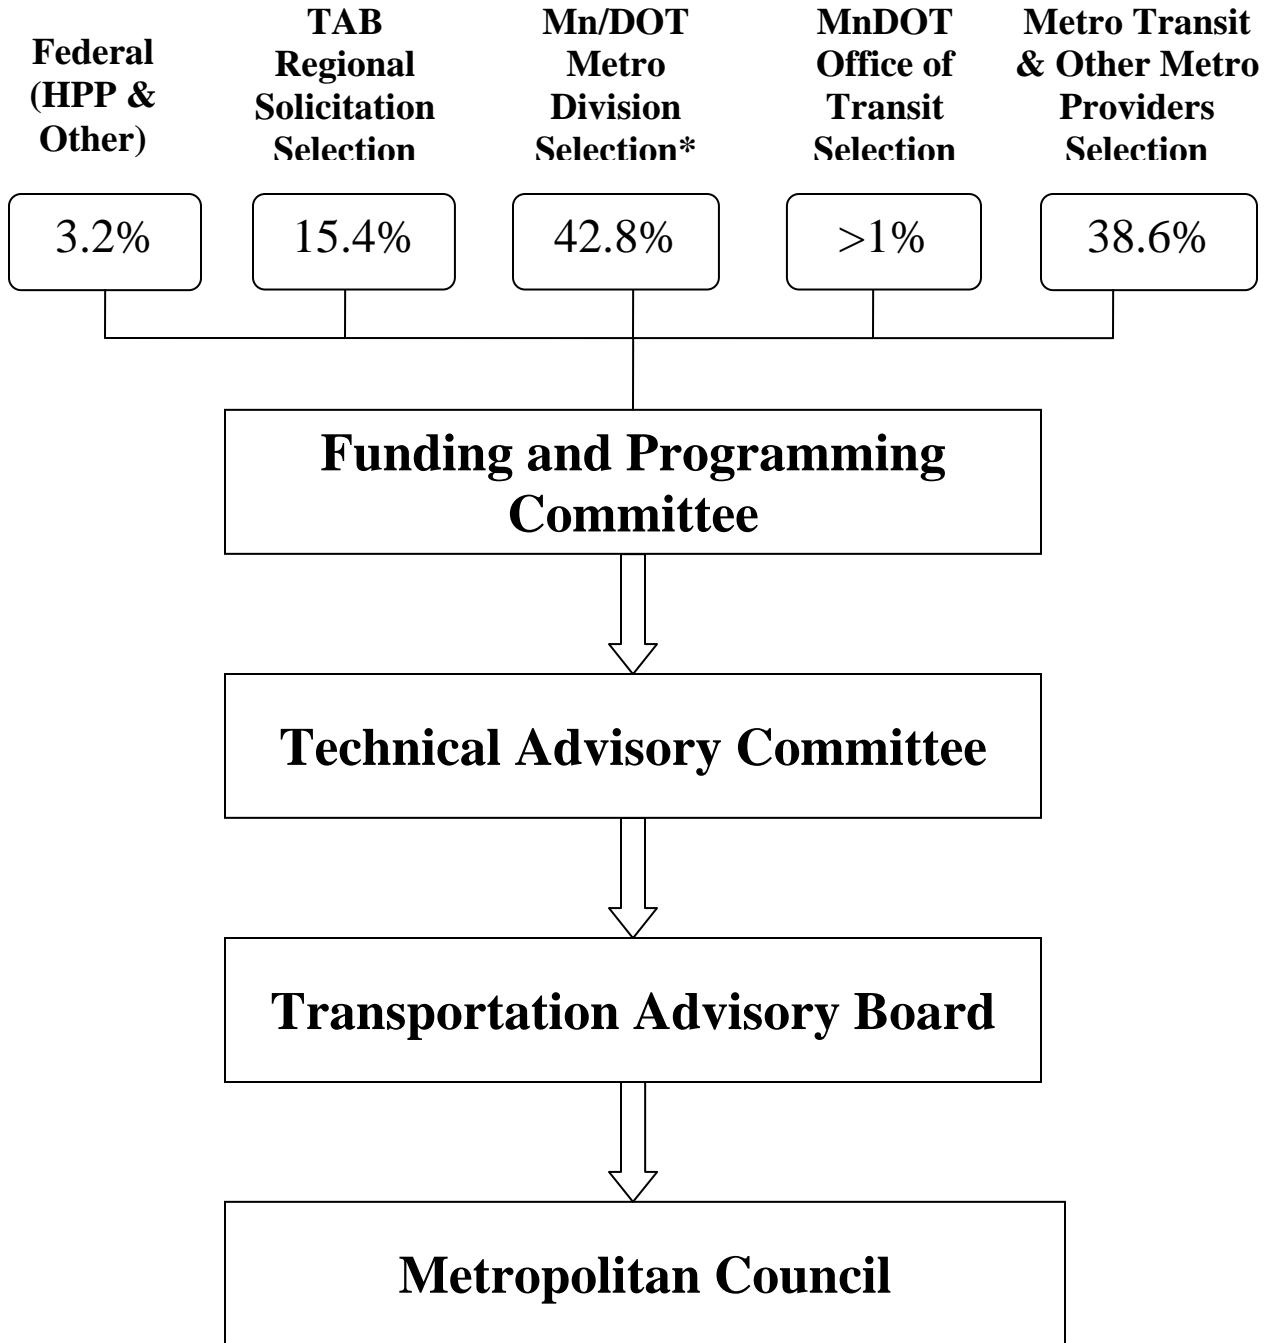 Federal
(HPP &
Other)
TAB
Regional
Solicitation
Selection
Mn/DOT
Metro
Division
Selection*
MnDOT
Office of
Transit
Selection
Metro Transit
& Other Metro
Providers
Selection
3.2%
15.4%
42.8%
>1%
38.6%
Funding and Programming
Committee
Technical Advisory Committee
Transportation Advisory Board
Metropolitan Council